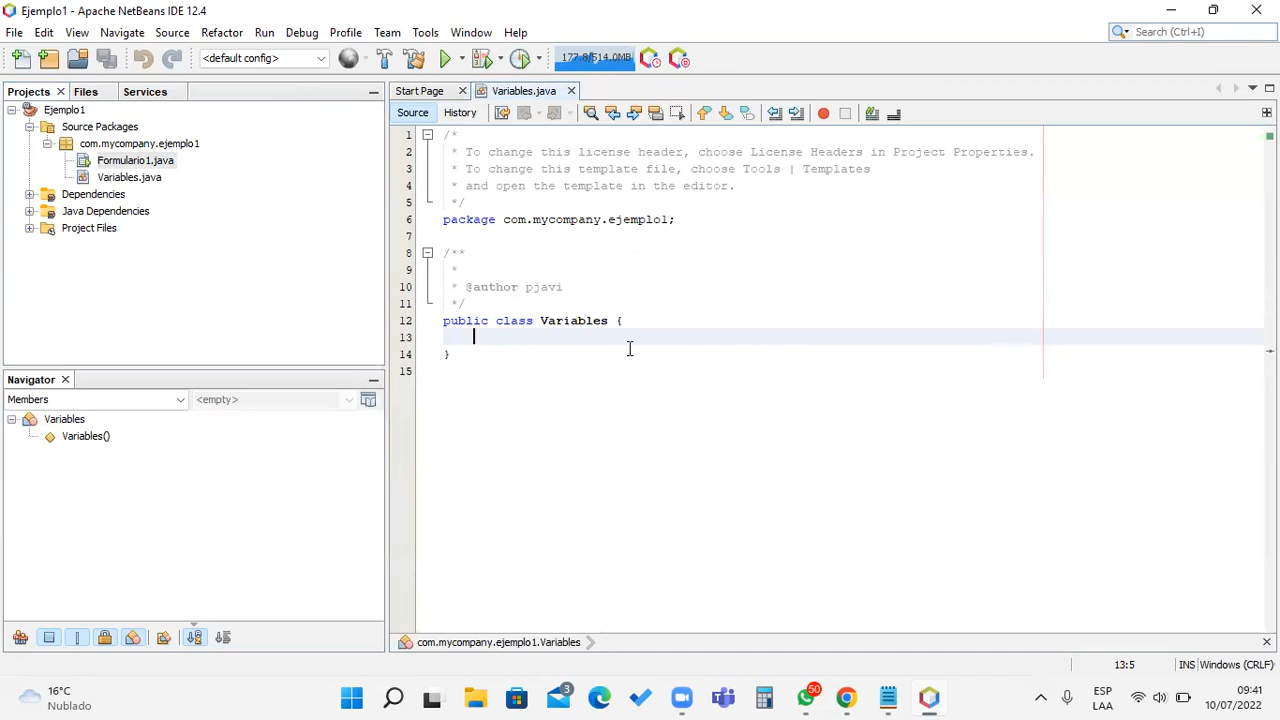 Ejemplo1 - Apache NetBeans IDE 12.4
File Edit View Navigate Source Refactor Run Debug Profile Team Tools Window Help
Search (Ctrl+I)
<default config>
177.8/514.0MB
Projects Files Services
Ejemplo1
Source Packages
com.mycompany.ejemplo1
Formulario1.java
Variables.java
Dependencies
Java Dependencies
Project Files
Navigator
Members
<empty>
Variables
Variables()
Start Page
Variables.java
Source History
1 /*
2 * To change this license header, choose License Headers in Project Properties.
3 * To change this template file, choose Tools | Templates
4 * and open the template in the editor.
5 */
6 package com.mycompany.ejemplo1;
7
8 /**
9 *
10 * @author pjavi
11 */
12 public class Variables {
13
14 }
15
com.mycompany.ejemplo1.Variables
13:5 INS Windows (CRLF)
16°C
Nublado
3
50
ESP
LAA
09:41
10/07/2022